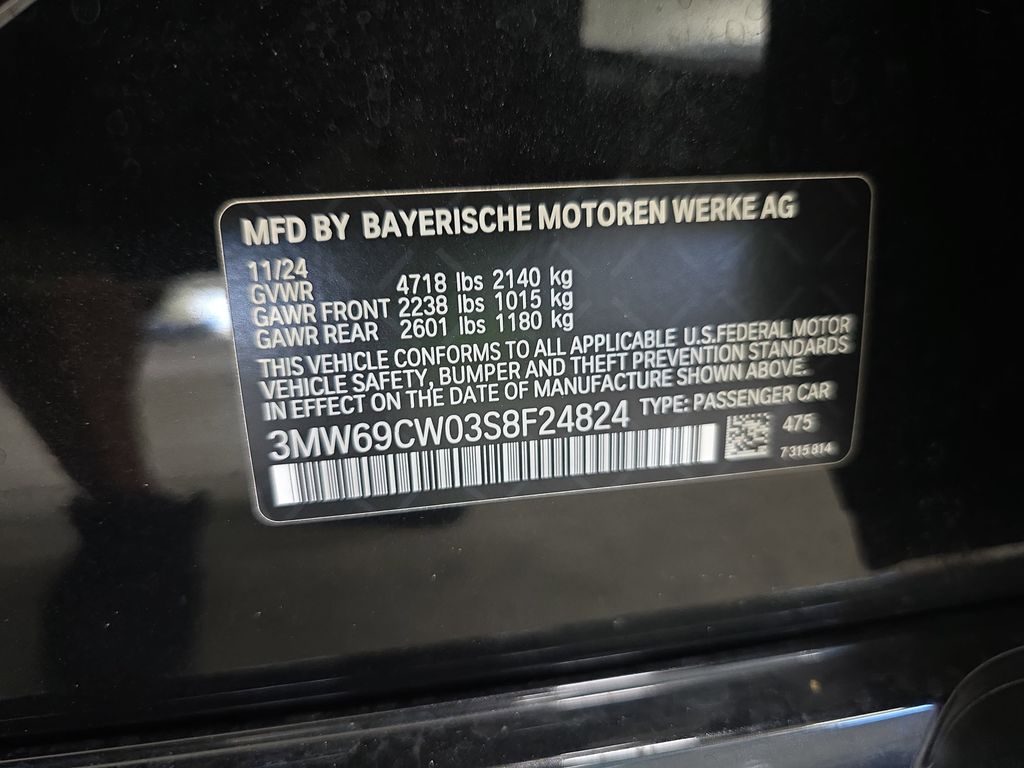 MFD BY BAYERISCHE MOTOREN WERKE AG
11/24
GVWR 4718 lbs 2140 kg
GAWR FRONT 2238 lbs 1015 kg
GAWR REAR 2601 lbs 1180 kg
THIS VEHICLE CONFORMS TO ALL APPLICABLE U.S.FEDERAL MOTOR
VEHICLE SAFETY, BUMPER AND THEFT PREVENTION STANDARDS
IN EFFECT ON THE DATE OF MANUFACTURE SHOWN ABOVE.
3MW69CW03S8F24824 TYPE: PASSENGER CAR
475
7 315 814